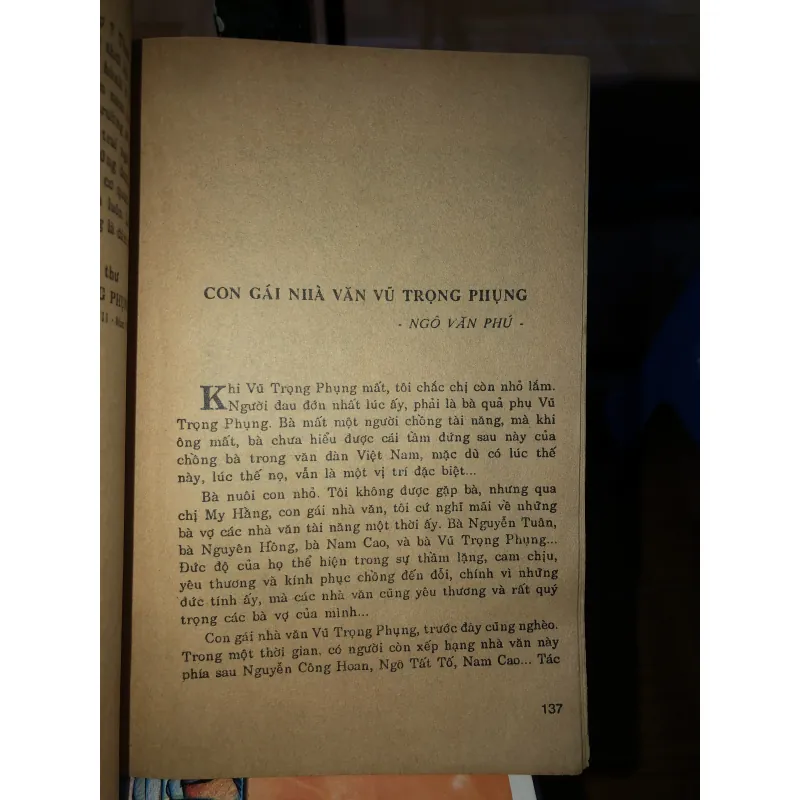 thư
CON GÁI NHÀ VĂN VŨ TRỌNG PHỤNG
- NGÔ VĂN PHÚ -
Khi Vũ Trọng Phụng mất, tôi chắc chị còn nhỏ lắm.
Người đau đớn nhất lúc ấy, phải là bà quả phụ Vũ
Trọng Phụng. Bà mất một người chồng tài năng, mà khi
ông mất, bà chưa hiểu được cái tầm đứng sau này của
chồng bà trong văn đàn Việt Nam, mặc dù có lúc thế
này, lúc thế nọ, vẫn là một vị trí đặc biệt...
Bà nuôi con nhỏ. Tôi không được gặp bà, nhưng qua
chị My Hằng, con gái nhà văn, tôi cứ nghĩ mãi về những
bà vợ các nhà văn tài năng một thời ấy. Bà Nguyễn Tuân,
bà Nguyên Hồng, bà Nam Cao, và bà Vũ Trọng Phụng...
Đức độ của họ thể hiện trong sự thầm lặng, cam chịu,
yêu thương và kính phục chồng đến đỗi, chính vì những
đức tính ấy, mà các nhà văn cũng yêu thương và rất quý
trọng các bà vợ của mình...
Con gái nhà văn Vũ Trọng Phụng, trước đây cũng nghèo.
Trong một thời gian, có người còn xếp hạng nhà văn này
phía sau Nguyễn Công Hoan, Ngô Tất Tố, Nam Cao... Tác
137